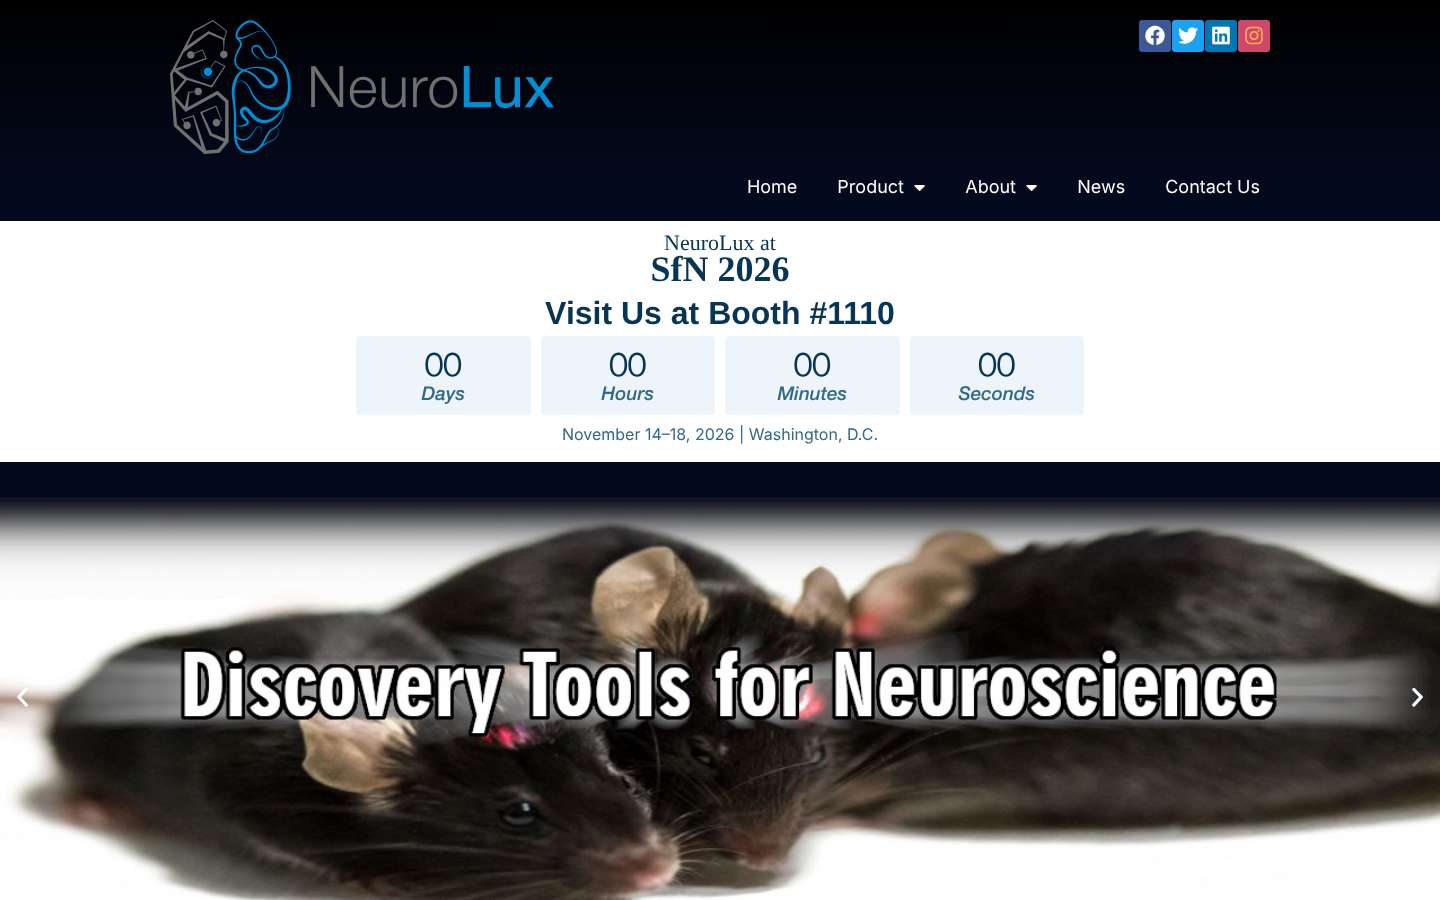 NeuroLux
Home
Product
About
News
Contact Us
NeuroLux at
SfN 2026
Visit Us at Booth #1110
00
Days
00
Hours
00
Minutes
00
Seconds
November 14–18, 2026 | Washington, D.C.
Discovery Tools for Neuroscience